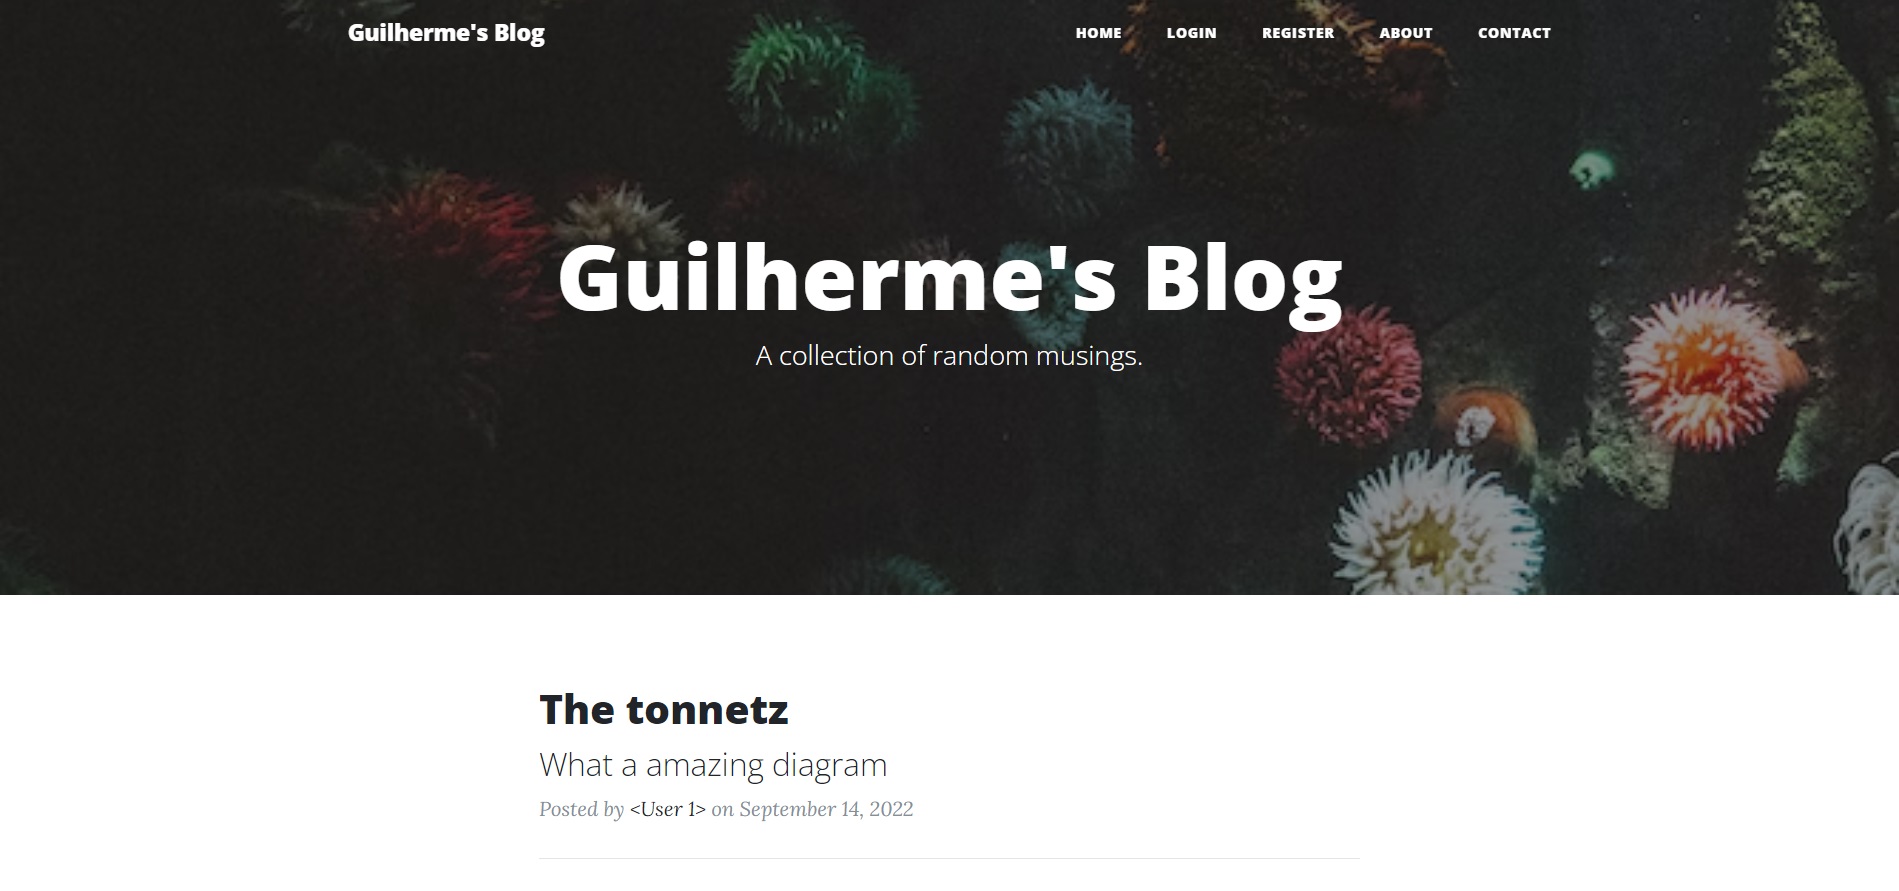 Guilherme's Blog
HOME LOGIN REGISTER ABOUT CONTACT
Guilherme's Blog
A collection of random musings.
The tonnetz
What a amazing diagram
Posted by <User 1> on September 14, 2022